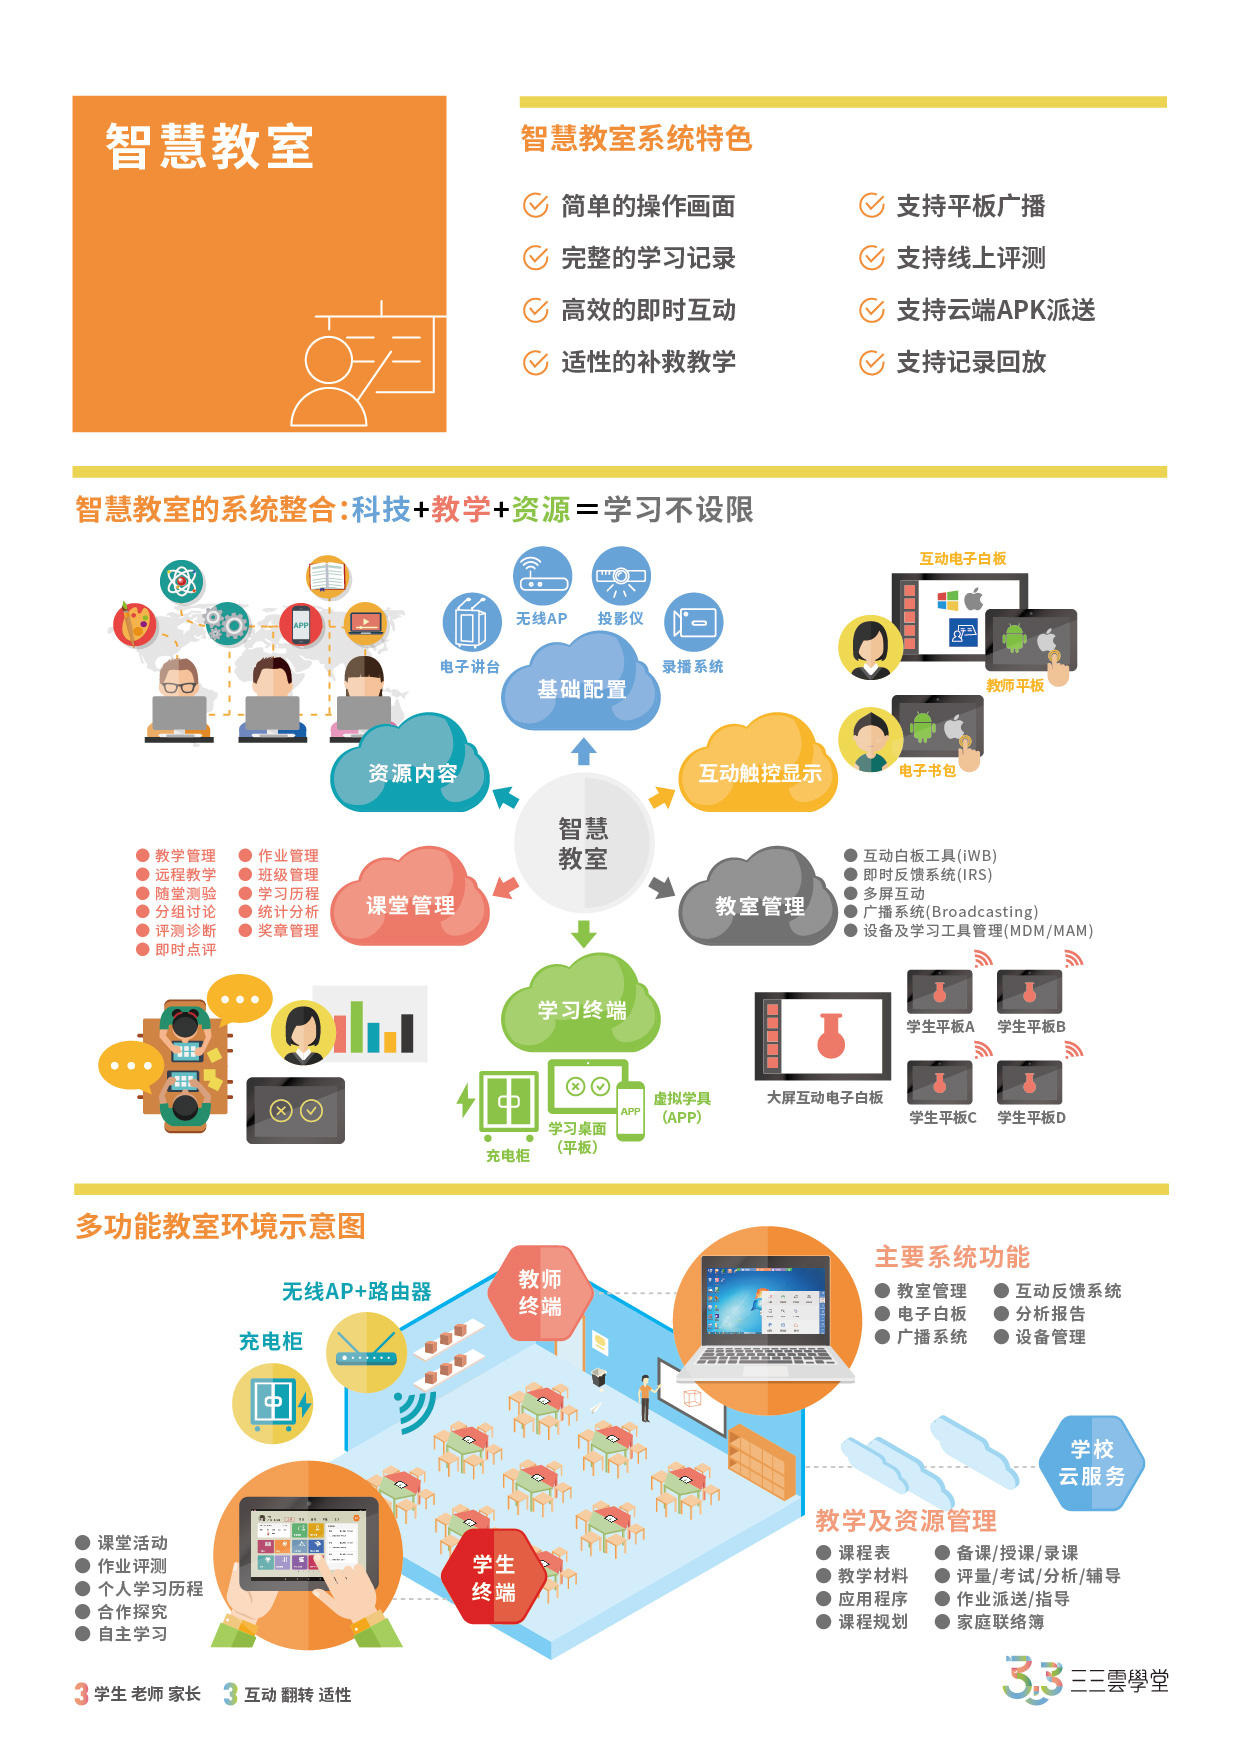 智慧教室
智慧教室系统特色
简单的操作画面
完整的学习记录
高效的即时互动
适性的补救教学
支持平板广播
支持线上评测
支持云端APK派送
支持记录回放
智慧教室的系统整合:科技+教学+资源=学习不设限
APP
无线AP
投影仪
电子讲台
录播系统
基础配置
互动电子白板
教师平板
电子书包
资源内容
互动触控显示
智慧
教室
教学管理
远程教学
随堂测验
分组讨论
评测诊断
即时点评
作业管理
班级管理
学习历程
统计分析
奖章管理
课堂管理
教室管理
互动白板工具(iWB)
即时反馈系统(IRS)
多屏互动
广播系统(Broadcasting)
设备及学习工具管理(MDM/MAM)
学习终端
充电柜
学习桌面
(平板)
APP
虚拟学具
(APP)
大屏互动电子白板
学生平板A
学生平板B
学生平板C
学生平板D
多功能教室环境示意图
无线AP+路由器
充电柜
教师
终端
主要系统功能
教室管理
电子白板
广播系统
互动反馈系统
分析报告
设备管理
学校
云服务
教学及资源管理
课程表
教学材料
应用程序
课程规划
备课/授课/录课
评量/考试/分析/辅导
作业派送/指导
家庭联络簿
学生
终端
课堂活动
作业评测
个人学习历程
合作探究
自主学习
3 学生 老师 家长
3 互动 翻转 适性
33 三三雲學堂